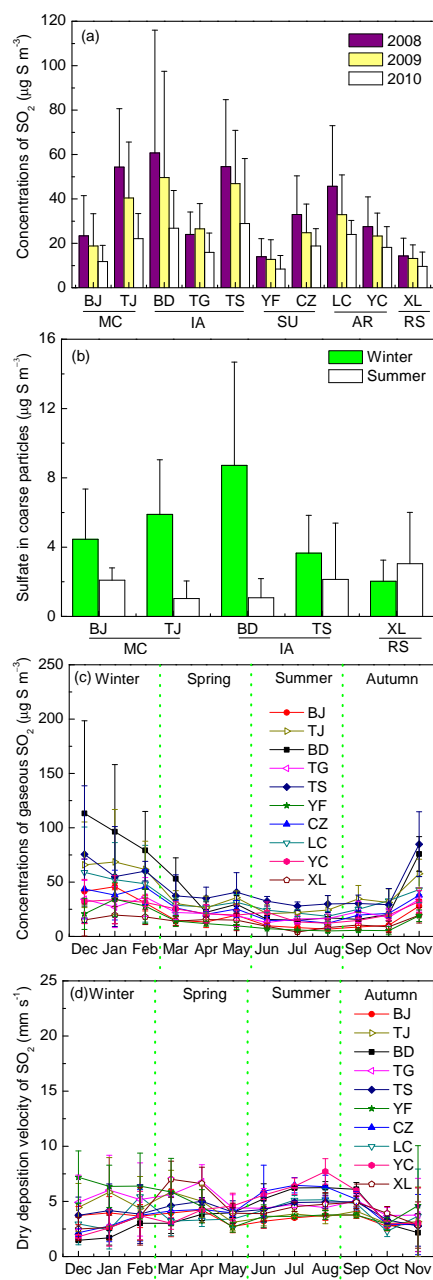 (a)
2008
2009
2010
Concentrations of SO2 (µg S m−3)
120
100
80
60
40
20
0
BJ TJ BD TG TS YF CZ LC YC XL
MC IA SU AR RS
(b)
Winter
Summer
Sulfate in coarse particles (µg S m−3)
16
12
8
4
0
BJ TJ BD TS XL
MC IA RS
(c) Winter Spring Summer Autumn
Concentrations of gaseous SO2 (µg S m−3)
250
200
150
100
50
0
BJ
TJ
BD
TG
TS
YF
CZ
LC
YC
XL
Dec Jan Feb Mar Apr May Jun Jul Aug Sep Oct Nov
(d) Winter Spring Summer Autumn
Dry deposition velocity of SO2 (mm s−1)
25
20
15
10
5
0
BJ
TJ
BD
TG
TS
YF
CZ
LC
YC
XL
Dec Jan Feb Mar Apr May Jun Jul Aug Sep Oct Nov